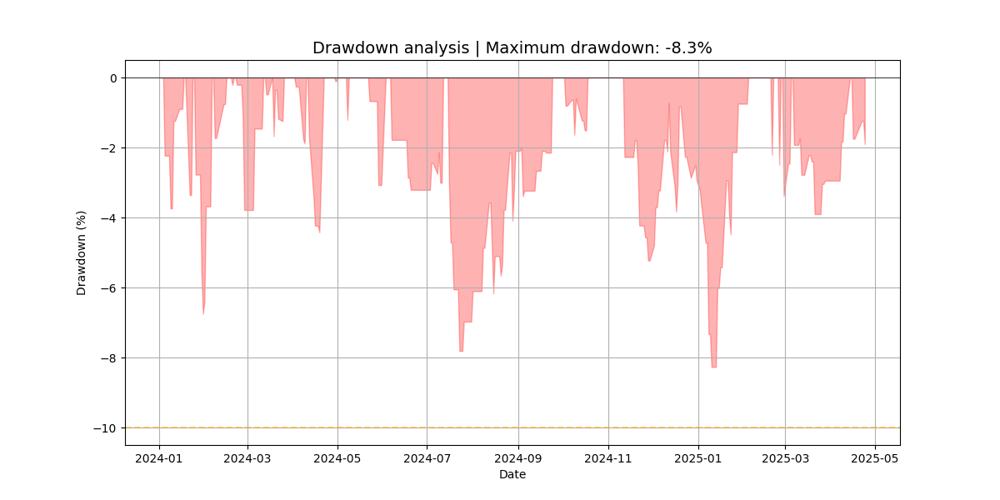 Drawdown analysis | Maximum drawdown: -8.3%
0
−2
−4
−6
−8
−10
Drawdown (%)
2024-01 2024-03 2024-05 2024-07 2024-09 2024-11 2025-01 2025-03 2025-05
Date